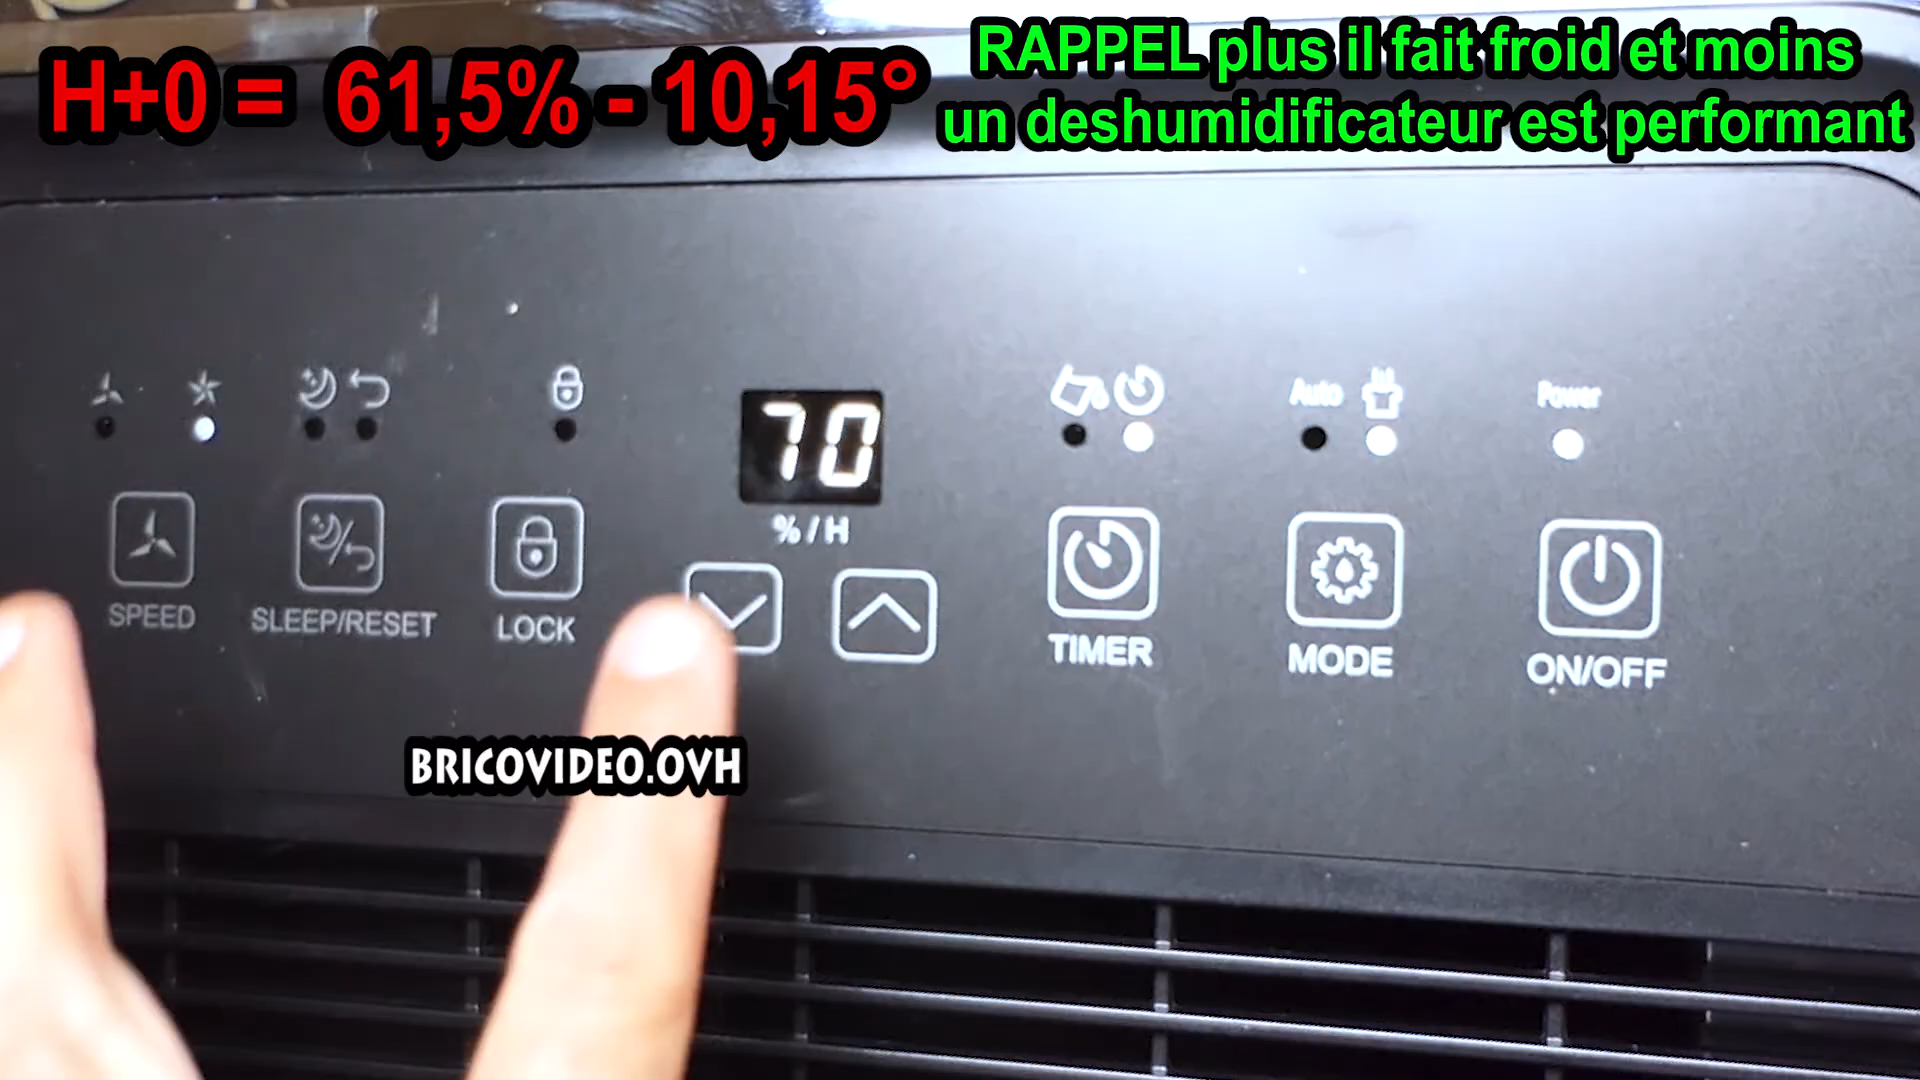 H+0 = 61,5% - 10,15°
RAPPEL plus il fait froid et moins
un deshumidificateur est performant
Auto
Power
70
%/H
SPEED
SLEEP/RESET
LOCK
TIMER
MODE
ON/OFF
BRICOVIDEO.OVH